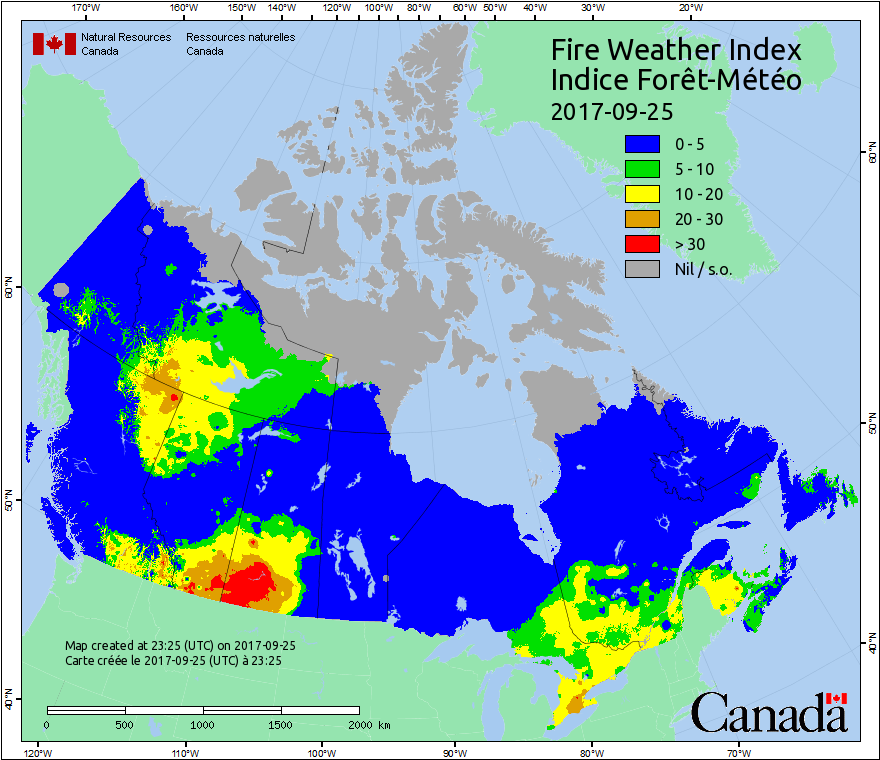 170°W 160°W 150°W 140°W 130°W 120°W 110°W 100°W 90°W 80°W 70°W 60°W 50°W 40°W 30°W 20°W
Natural Resources Canada
Ressources naturelles Canada
Fire Weather Index
Indice Forêt-Météo
2017-09-25
0 - 5
5 - 10
10 - 20
20 - 30
> 30
Nil / s.o.
60°N
50°N
40°N
60°N
50°N
40°N
Map created at 23:25 (UTC) on 2017-09-25
Carte créée le 2017-09-25 (UTC) à 23:25
0 500 1000 1500 2000 km
Canada
120°W 110°W 100°W 90°W 80°W 70°W